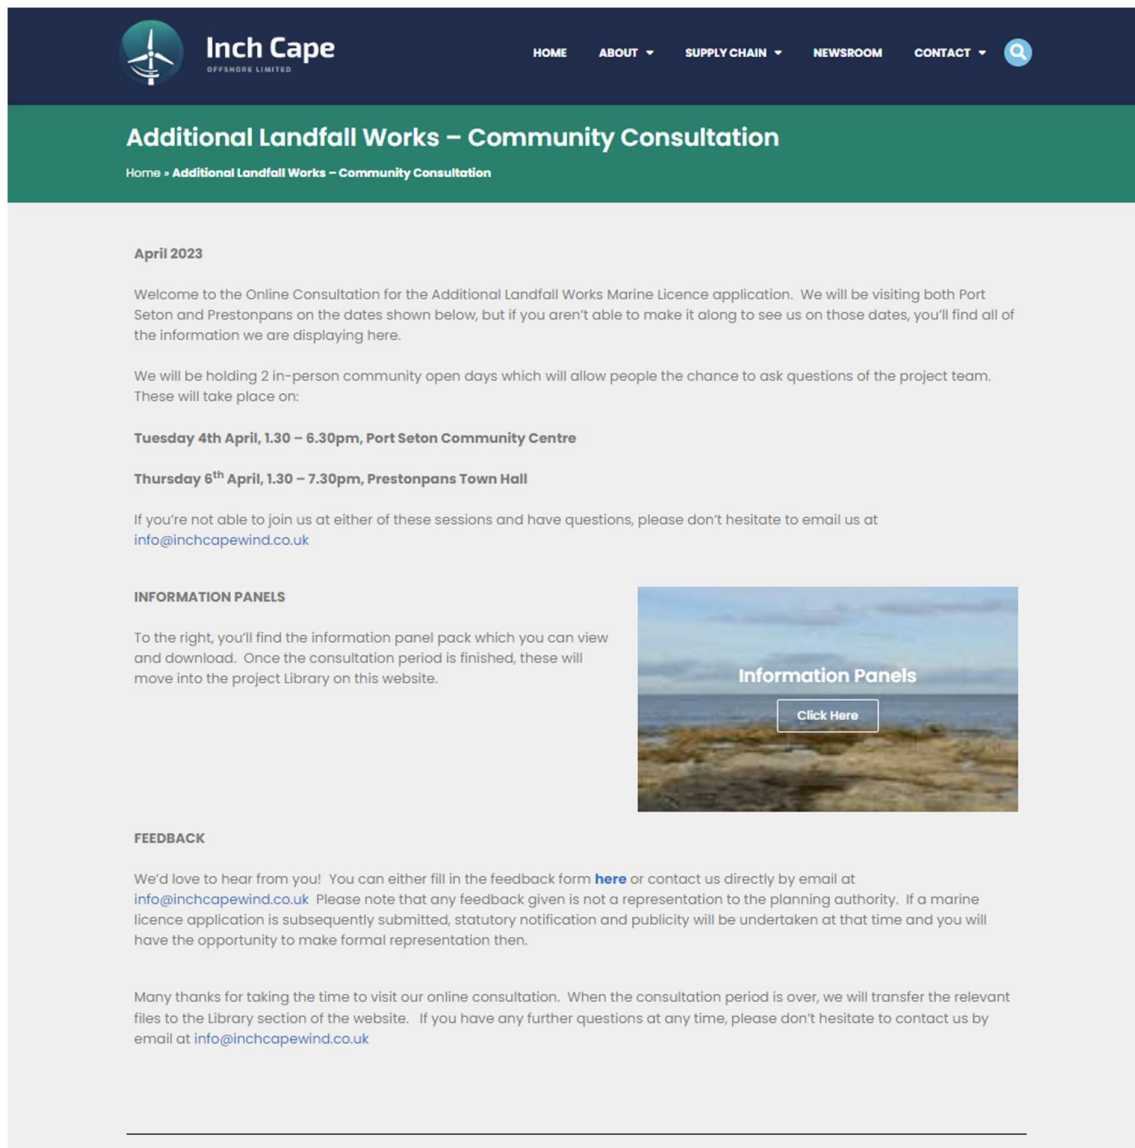 Inch Cape
OFFSHORE LIMITED
HOME
ABOUT
SUPPLY CHAIN
NEWSROOM
CONTACT
Additional Landfall Works – Community Consultation
Home » Additional Landfall Works – Community Consultation
April 2023
Welcome to the Online Consultation for the Additional Landfall Works Marine Licence application. We will be visiting both Port
Seton and Prestonpans on the dates shown below, but if you aren't able to make it along to see us on those dates, you'll find all of
the information we are displaying here.
We will be holding 2 in-person community open days which will allow people the chance to ask questions of the project team.
These will take place on:
Tuesday 4th April, 1.30 – 6.30pm, Port Seton Community Centre
Thursday 6th April, 1.30 – 7.30pm, Prestonpans Town Hall
If you're not able to join us at either of these sessions and have questions, please don't hesitate to email us at
info@inchcapewind.co.uk
INFORMATION PANELS
To the right, you'll find the information panel pack which you can view
and download. Once the consultation period is finished, these will
move into the project Library on this website.
Information Panels
Click Here
FEEDBACK
We'd love to hear from you! You can either fill in the feedback form here or contact us directly by email at
info@inchcapewind.co.uk Please note that any feedback given is not a representation to the planning authority. If a marine
licence application is subsequently submitted, statutory notification and publicity will be undertaken at that time and you will
have the opportunity to make formal representation then.
Many thanks for taking the time to visit our online consultation. When the consultation period is over, we will transfer the relevant
files to the Library section of the website. If you have any further questions at any time, please don't hesitate to contact us by
email at info@inchcapewind.co.uk